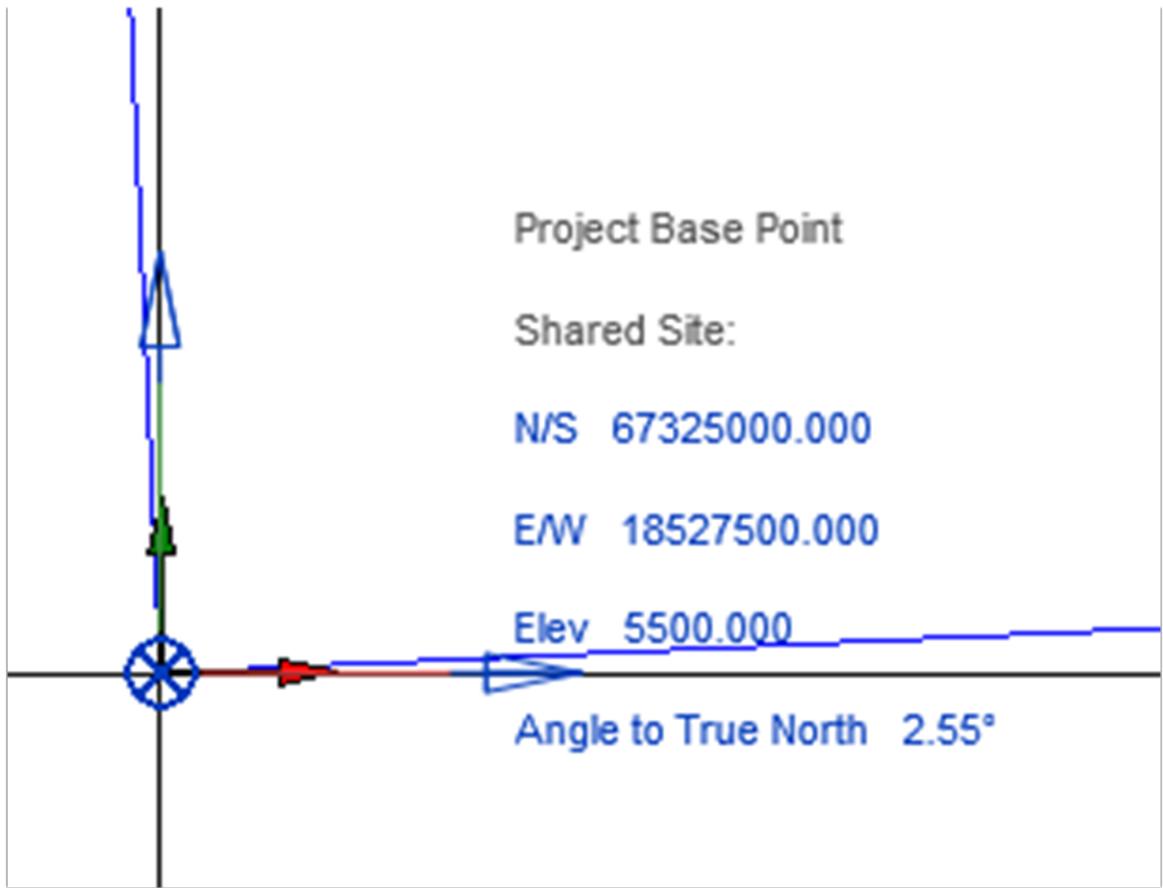 Project Base Point
Shared Site:
N/S 67325000.000
E/W 18527500.000
Elev 5500.000
Angle to True North 2.55°